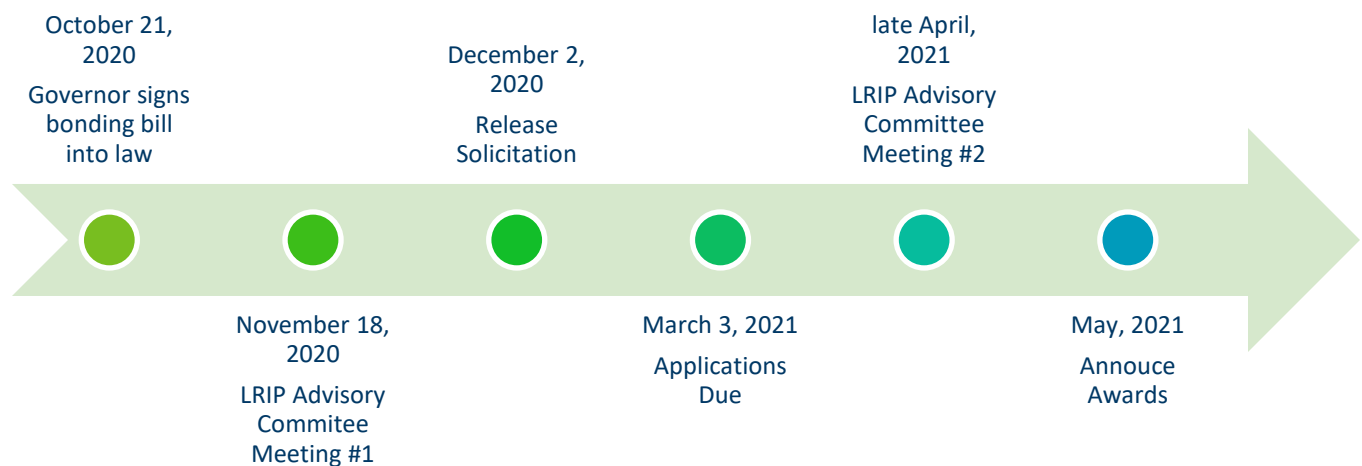 October 21,
2020
Governor signs
bonding bill
into law
November 18,
2020
LRIP Advisory
Commitee
Meeting #1
December 2,
2020
Release
Solicitation
March 3, 2021
Applications
Due
late April,
2021
LRIP Advisory
Committee
Meeting #2
May, 2021
Annouce
Awards